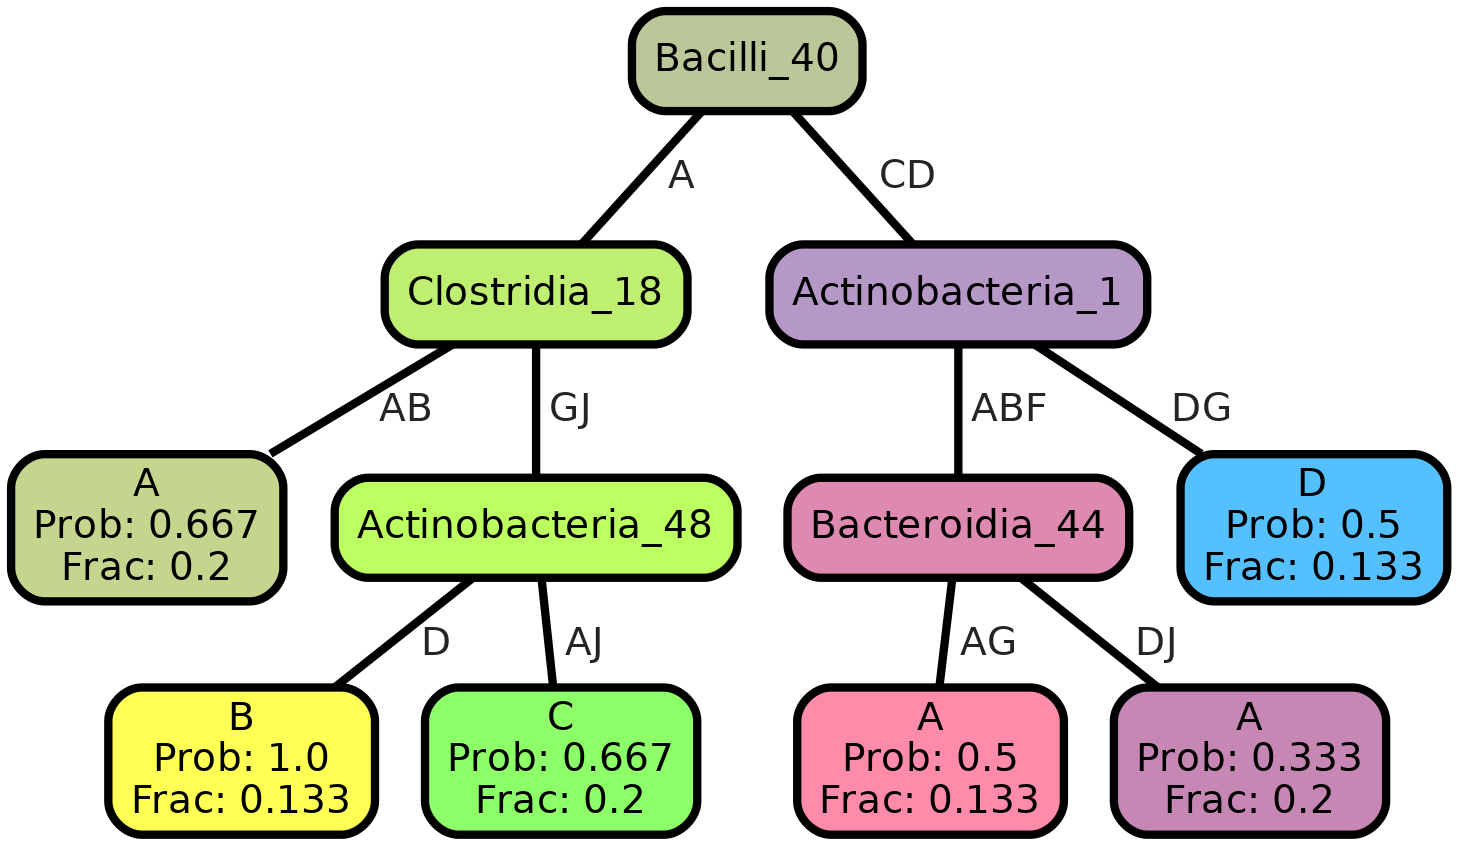 Bacilli_40
A
CD
Clostridia_18
Actinobacteria_1
AB
GJ
ABF
DG
A
Prob: 0.667
Frac: 0.2
Actinobacteria_48
Bacteroidia_44
D
Prob: 0.5
Frac: 0.133
D
AJ
AG
DJ
B
Prob: 1.0
Frac: 0.133
C
Prob: 0.667
Frac: 0.2
A
Prob: 0.5
Frac: 0.133
A
Prob: 0.333
Frac: 0.2